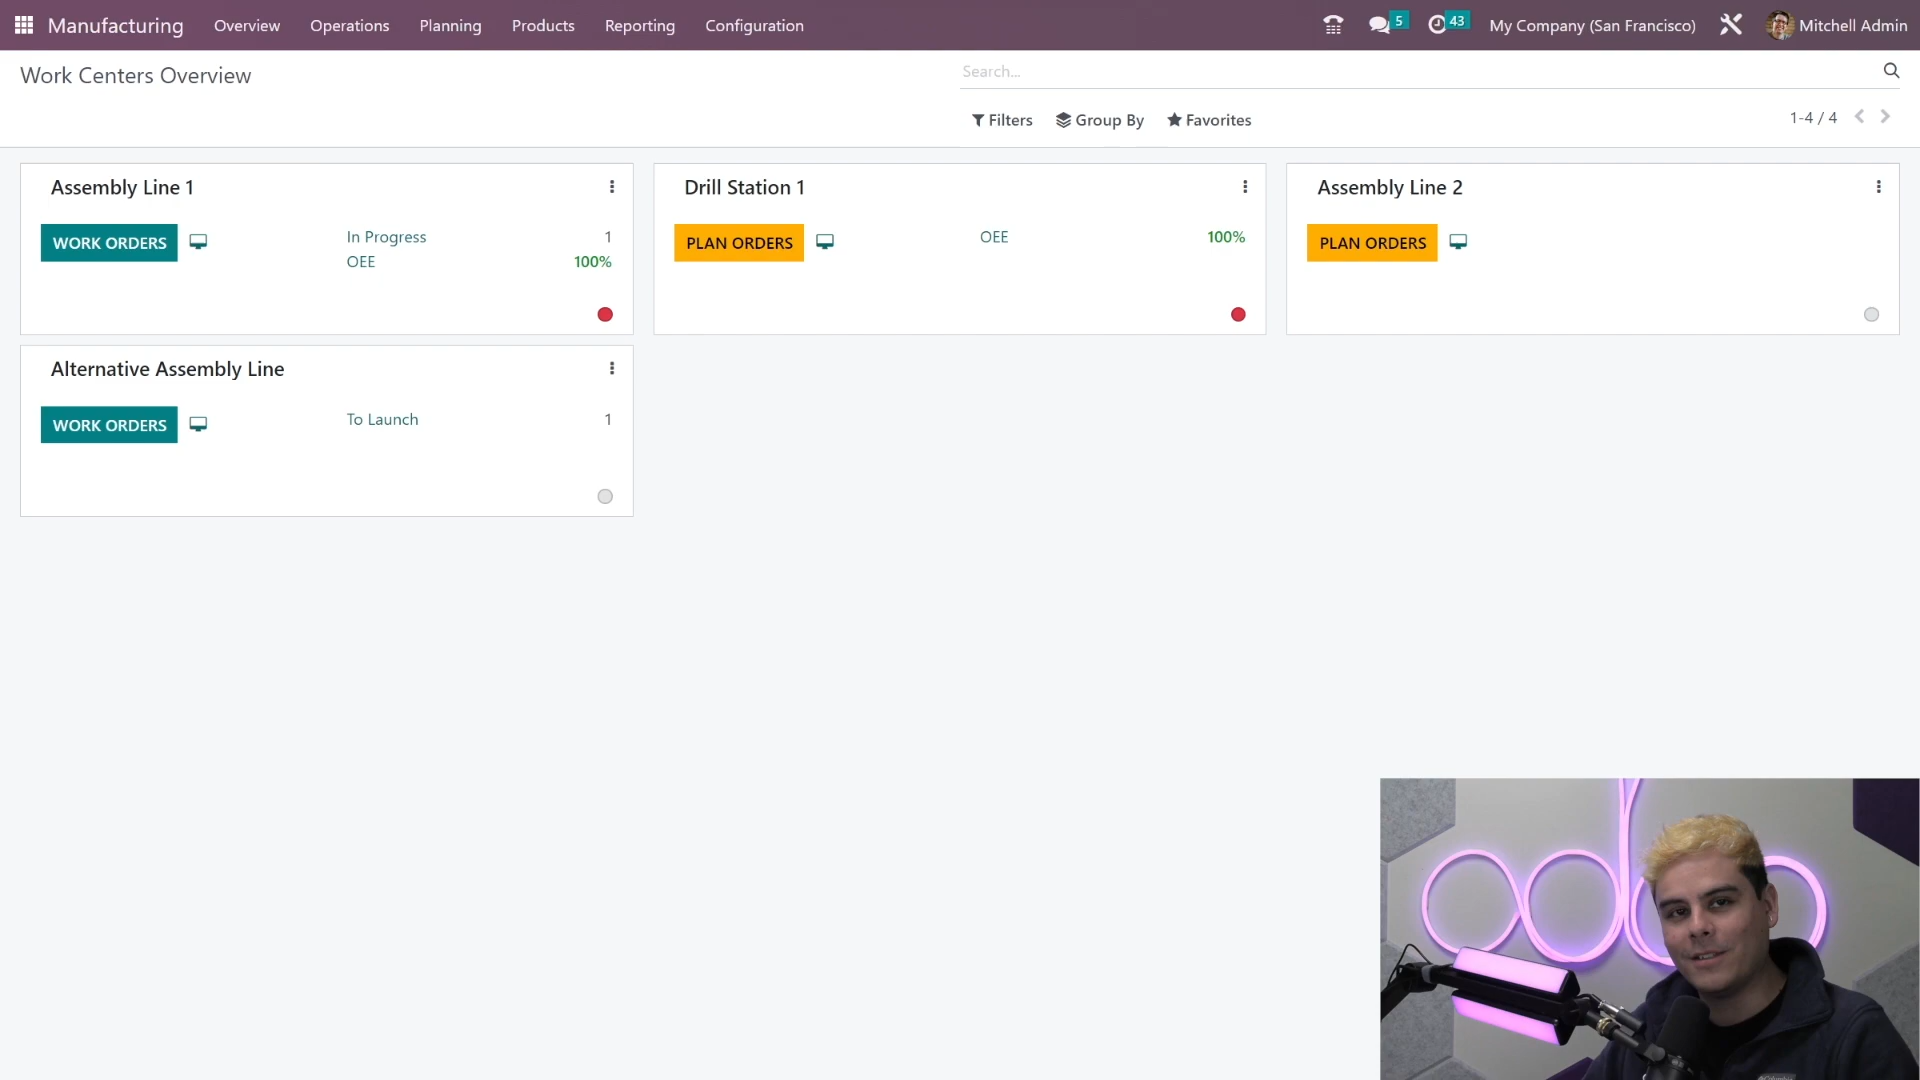 Manufacturing Overview Operations Planning Products Reporting Configuration 5 43 My Company (San Francisco) Mitchell Admin
Work Centers Overview
Search...
Filters Group By Favorites
1-4 / 4
Assembly Line 1
WORK ORDERS
In Progress 1
OEE 100%
Drill Station 1
PLAN ORDERS
OEE 100%
Assembly Line 2
PLAN ORDERS
Alternative Assembly Line
WORK ORDERS
To Launch 1
odoo
Columbia